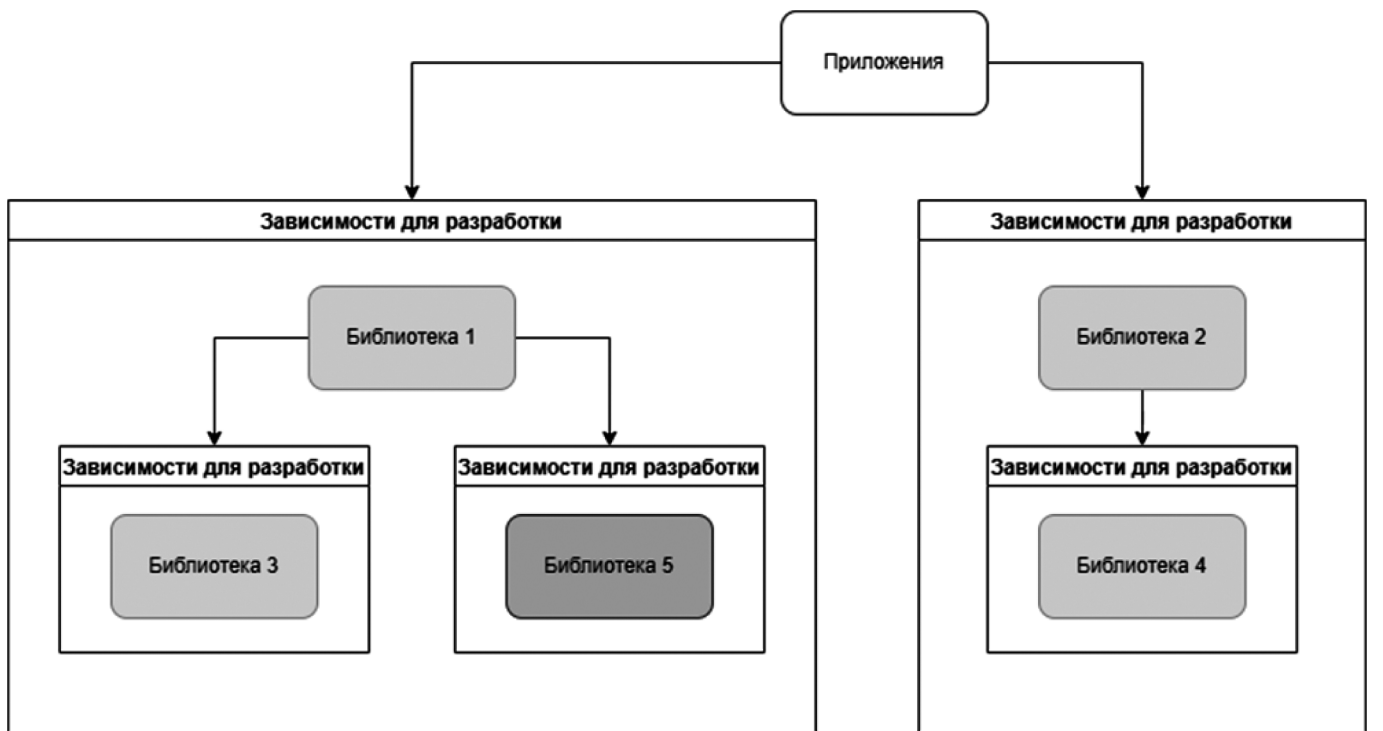 Приложения
Зависимости для разработки
Зависимости для разработки
Библиотека 1
Библиотека 2
Зависимости для разработки
Зависимости для разработки
Зависимости для разработки
Библиотека 3
Библиотека 5
Библиотека 4